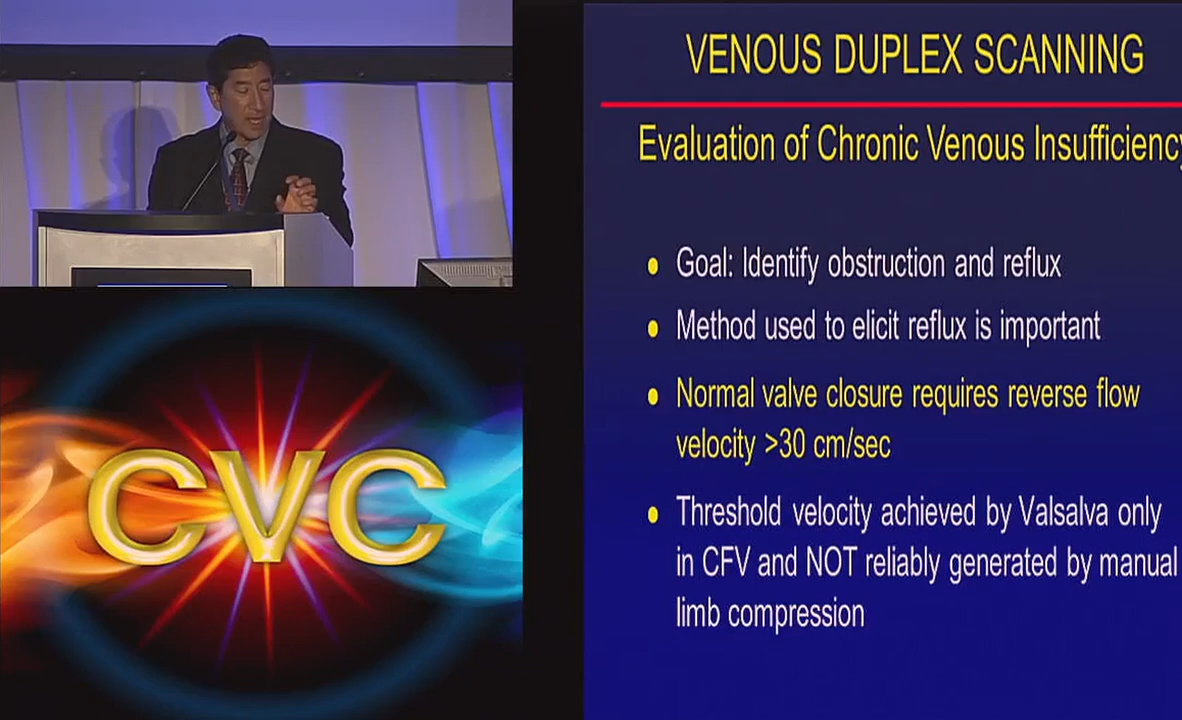 VENOUS DUPLEX SCANNING
Evaluation of Chronic Venous Insufficiency
• Goal: Identify obstruction and reflux
• Method used to elicit reflux is important
• Normal valve closure requires reverse flow
velocity >30 cm/sec
• Threshold velocity achieved by Valsalva only
in CFV and NOT reliably generated by manual
limb compression
CVC